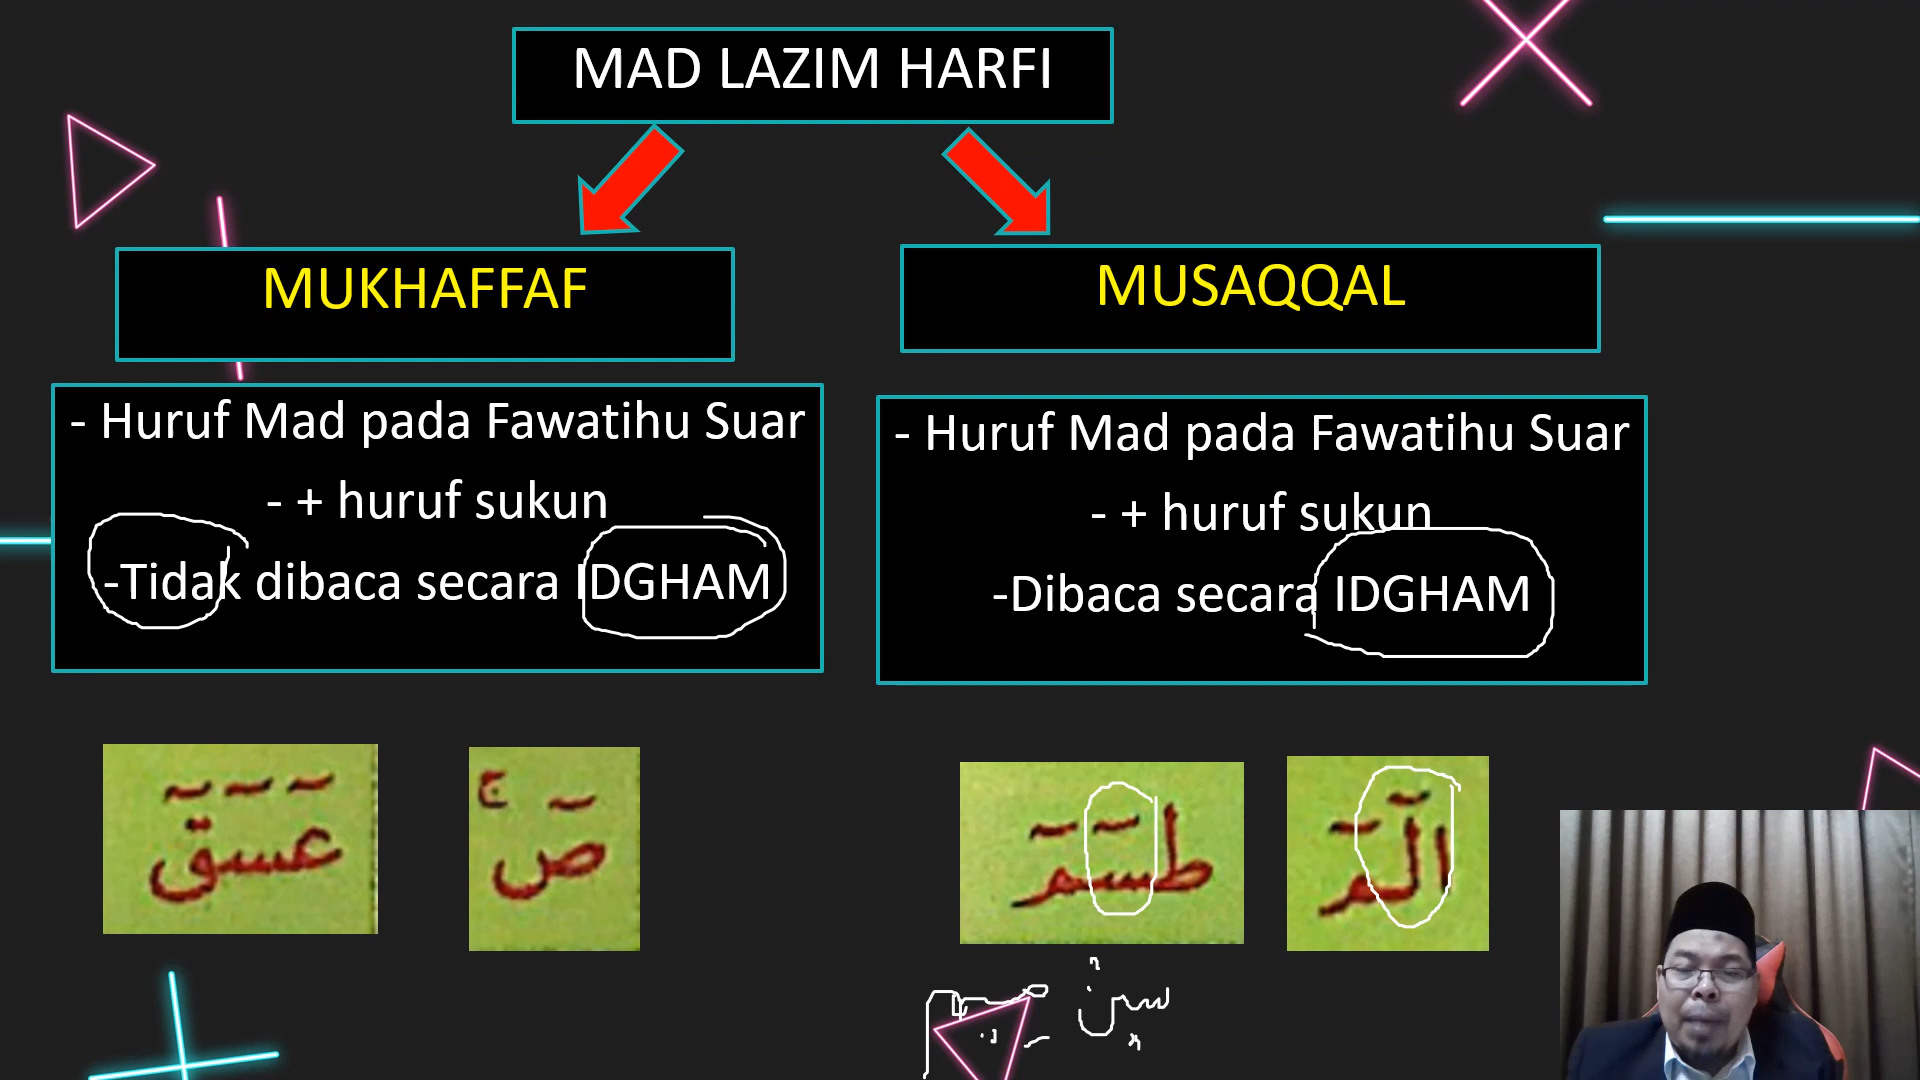 MAD LAZIM HARFI
MUKHAFFAF
MUSAQQAL
- Huruf Mad pada Fawatihu Suar
- + huruf sukun
-Tidak dibaca secara IDGHAM
- Huruf Mad pada Fawatihu Suar
- + huruf sukun
-Dibaca secara IDGHAM
عٓسٓقٓ
صٓ ۚ
طسٓمٓ
الٓمٓ